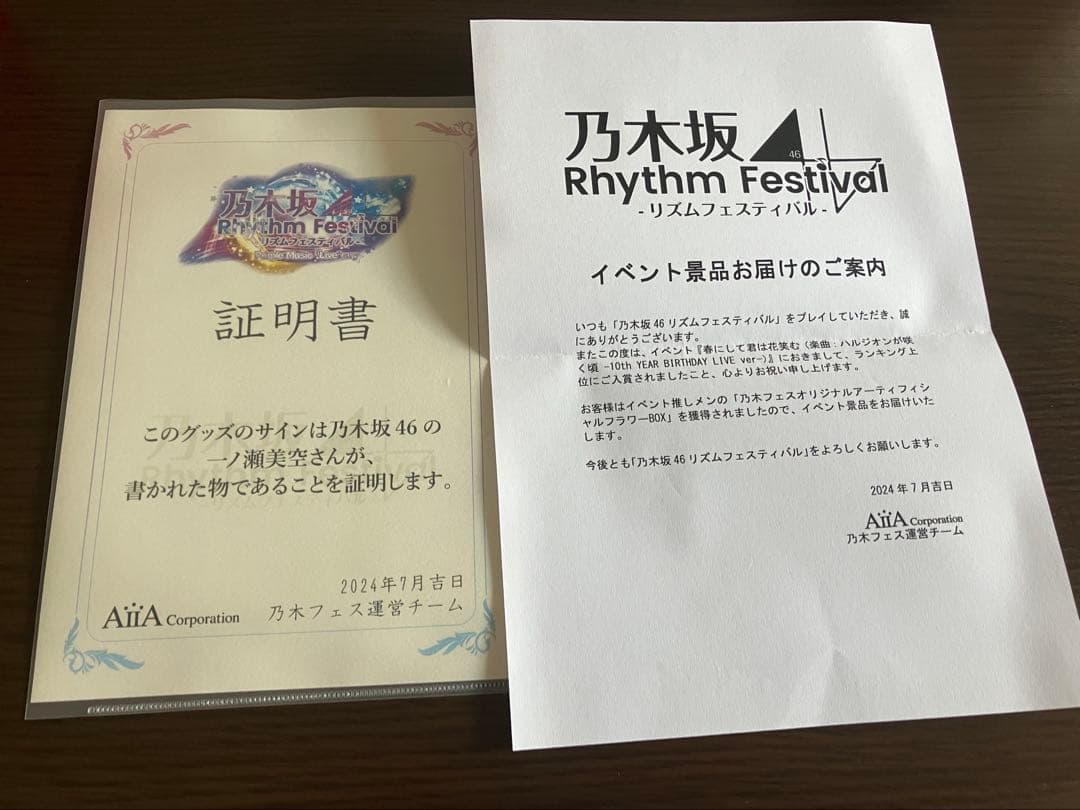 乃木坂46
Rhythm Festival
-リズムフェスティバル-
証明書
このグッズのサインは乃木坂46の
一ノ瀬美空さんが、
書かれた物であることを証明します。
2024年7月吉日
AiiA Corporation
乃木フェス運営チーム
乃木坂46
Rhythm Festival
-リズムフェスティバル-
イベント景品お届けのご案内
いつも「乃木坂46リズムフェスティバル」をプレイしていただき、誠
にありがとうございます。
またこの度は、イベント『春にして君は花笑む（楽曲：ハルジオンが咲
く頃 -10th YEAR BIRTHDAY LIVE ver-）』におきまして、ランキング上
位にご入賞されましたこと、心よりお祝い申し上げます。
お客様はイベント推しメンの「乃木フェスオリジナルアーティフィシ
ャルフラワーBOX」を獲得されましたので、イベント景品をお届けいた
します。
今後とも「乃木坂46リズムフェスティバル」をよろしくお願いします。
2024年7月吉日
AiiA Corporation
乃木フェス運営チーム